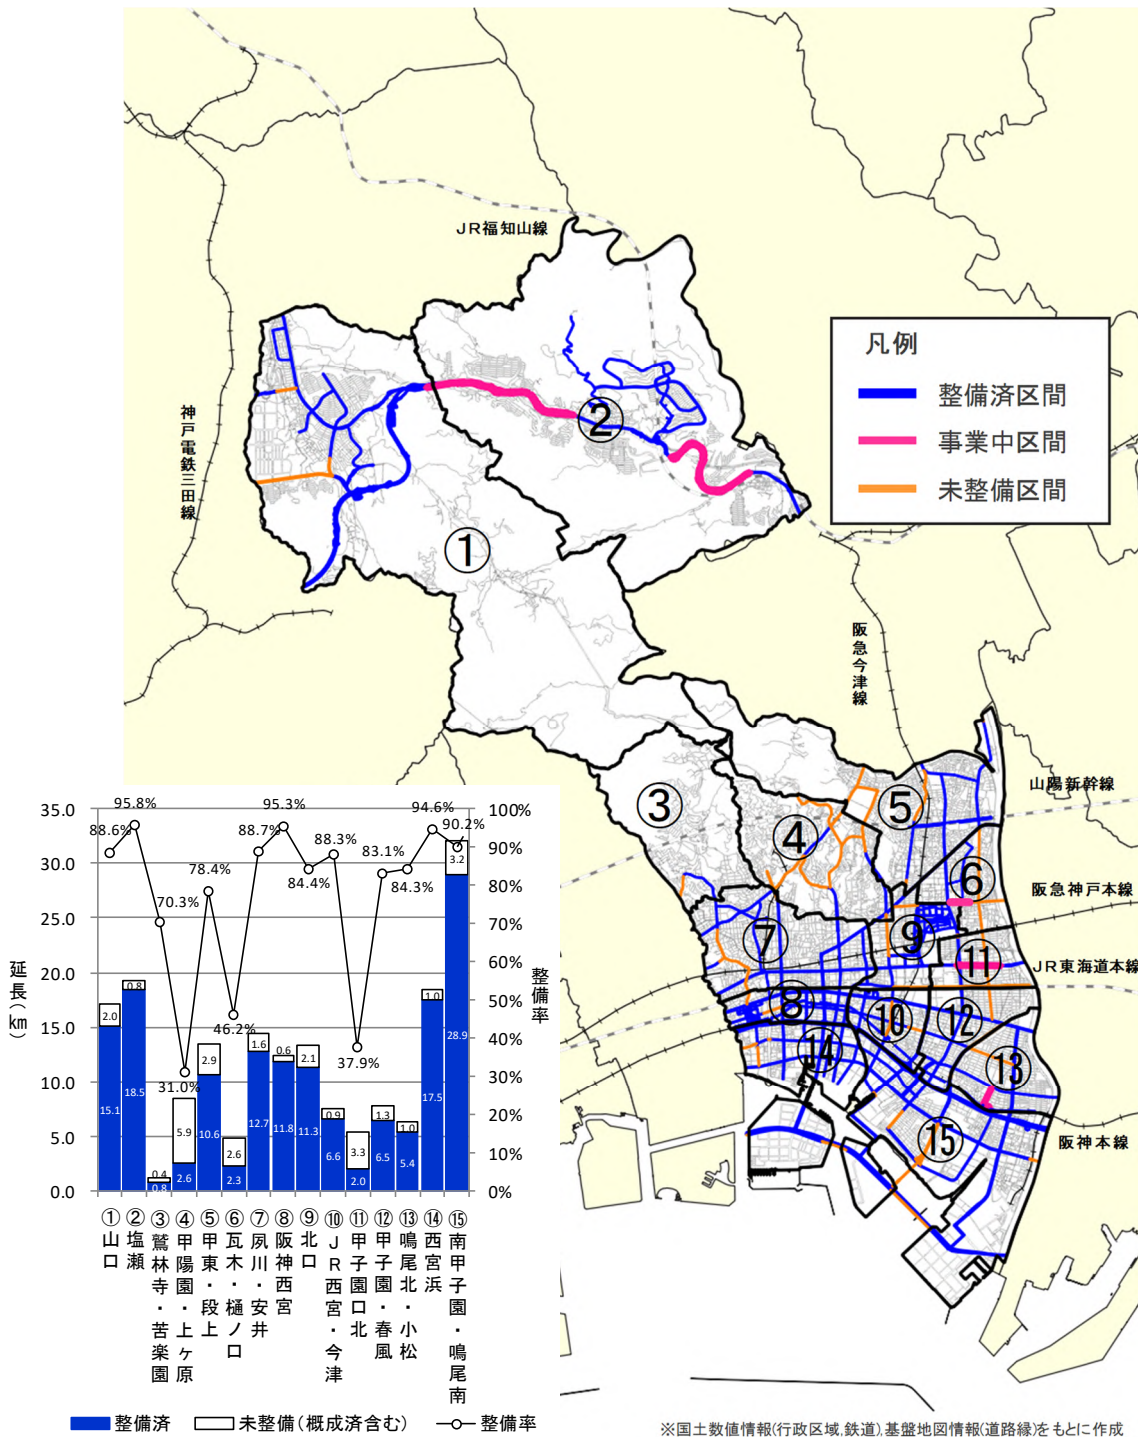 JR福知山線
神戸電鉄三田線
凡例
整備済区間
事業中区間
未整備区間
①
②
阪急今津線
山陽新幹線
③
④
⑤
⑥
阪急神戸本線
⑦
⑨
⑪
JR東海道本線
⑧
⑩
⑫
⑭
⑬
⑮
阪神本線
延長(㎞)
35.0
30.0
25.0
20.0
15.0
10.0
5.0
0.0
整備率
100%
90%
80%
70%
60%
50%
40%
30%
20%
10%
0%
88.6%
95.8%
70.3%
31.0%
78.4%
46.2%
88.7%
95.3%
84.4%
88.3%
37.9%
83.1%
84.3%
94.6%
90.2%
2.0
0.8
0.4
5.9
2.9
2.6
1.6
0.6
2.1
0.9
3.3
1.3
1.0
1.0
3.2
15.1
18.5
0.8
2.6
10.6
2.3
12.7
11.8
11.3
6.6
2.0
6.5
5.4
17.5
28.9
①山口
②塩瀬
③鷲林寺・苦楽園
④甲陽園・上ヶ原
⑤甲東・段上
⑥瓦木・樋ノ口
⑦夙川・安井
⑧阪神西宮
⑨北口
⑩JR西宮・今津
⑪甲子園口北
⑫甲子園・春風
⑬鳴尾北・小松
⑭西宮浜
⑮南甲子園・鳴尾南
整備済 未整備(概成済含む) 整備率
※国土数値情報(行政区域,鉄道),基盤地図情報(道路縁)をもとに作成